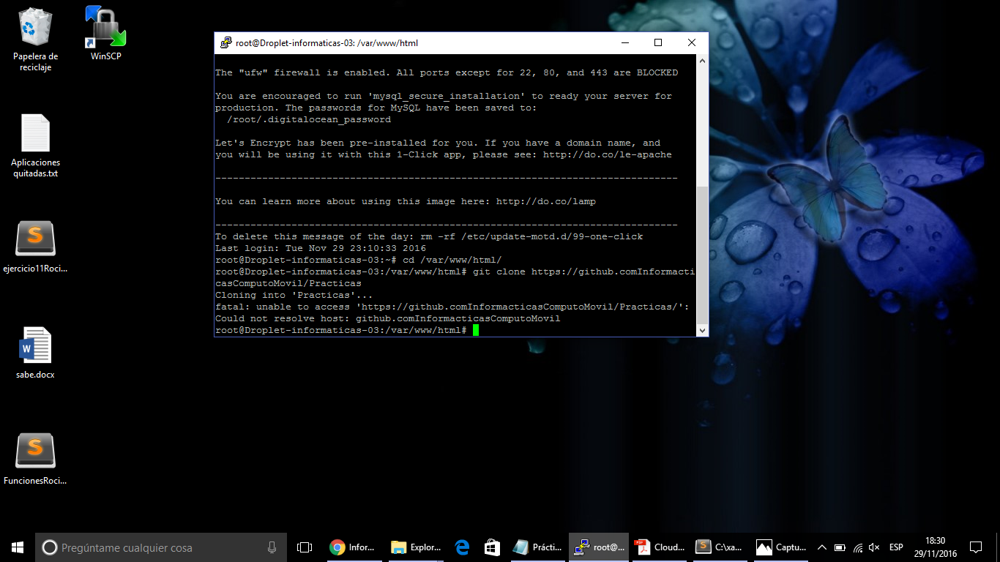 Papelera de
reciclaje
WinSCP
Aplicaciones
quitadas.txt
ejercicio11Roci...
sabe.docx
FuncionesRoci...
root@Droplet-informaticas-03: /var/www/html
The "ufw" firewall is enabled. All ports except for 22, 80, and 443 are BLOCKED
You are encouraged to run 'mysql_secure_installation' to ready your server for
production. The passwords for MySQL have been saved to:
/root/.digitalocean_password
Let's Encrypt has been pre-installed for you. If you have a domain name, and
you will be using it with this 1-Click app, please see: http://do.co/le-apache
-------------------------------------------------------------------------------
You can learn more about using this image here: http://do.co/lamp
-------------------------------------------------------------------------------
To delete this message of the day: rm -rf /etc/update-motd.d/99-one-click
Last login: Tue Nov 29 23:10:33 2016
root@Droplet-informaticas-03:~# cd /var/www/html/
root@Droplet-informaticas-03:/var/www/html# git clone https://github.comInformacti
casComputoMovil/Practicas
Cloning into 'Practicas'...
fatal: unable to access 'https://github.comInformacticasComputoMovil/Practicas/':
Could not resolve host: github.comInformacticasComputoMovil
root@Droplet-informaticas-03:/var/www/html#
Pregúntame cualquier cosa
Infor...
Explor...
Prácti...
root@...
Cloud...
C:\xa...
Captu...
ESP
18:30
29/11/2016